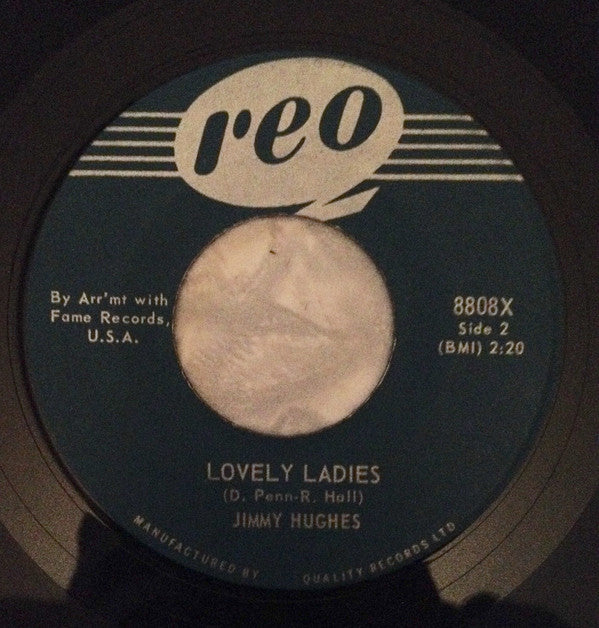 reo
By Arr'mt with
Fame Records,
U.S.A.
8808X
Side 2
(BMI) 2:20
LOVELY LADIES
(D. Penn-R. Hall)
JIMMY HUGHES
MANUFACTURED BY QUALITY RECORDS LTD